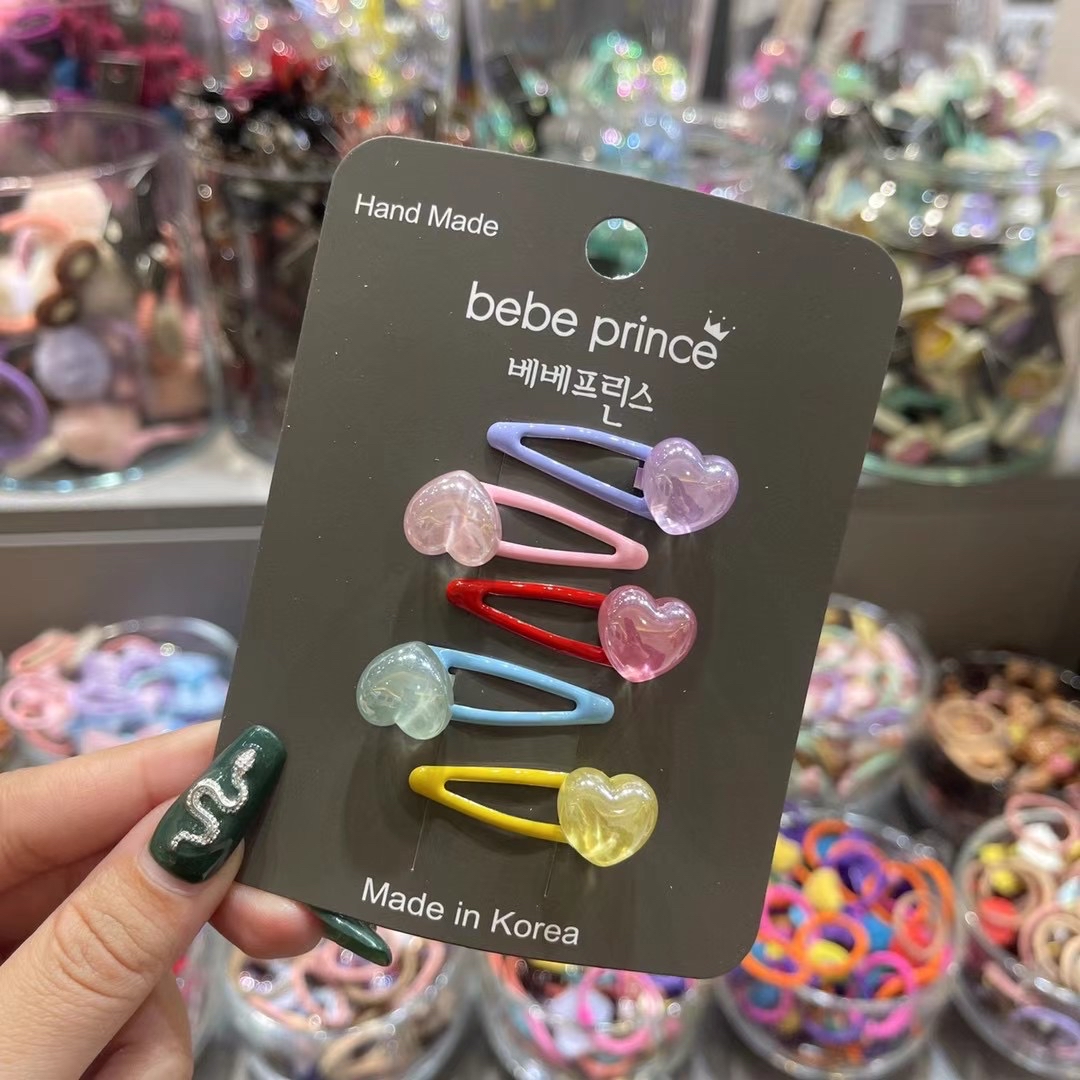 Hand Made
bebe prince
베베프린스
Made in Korea